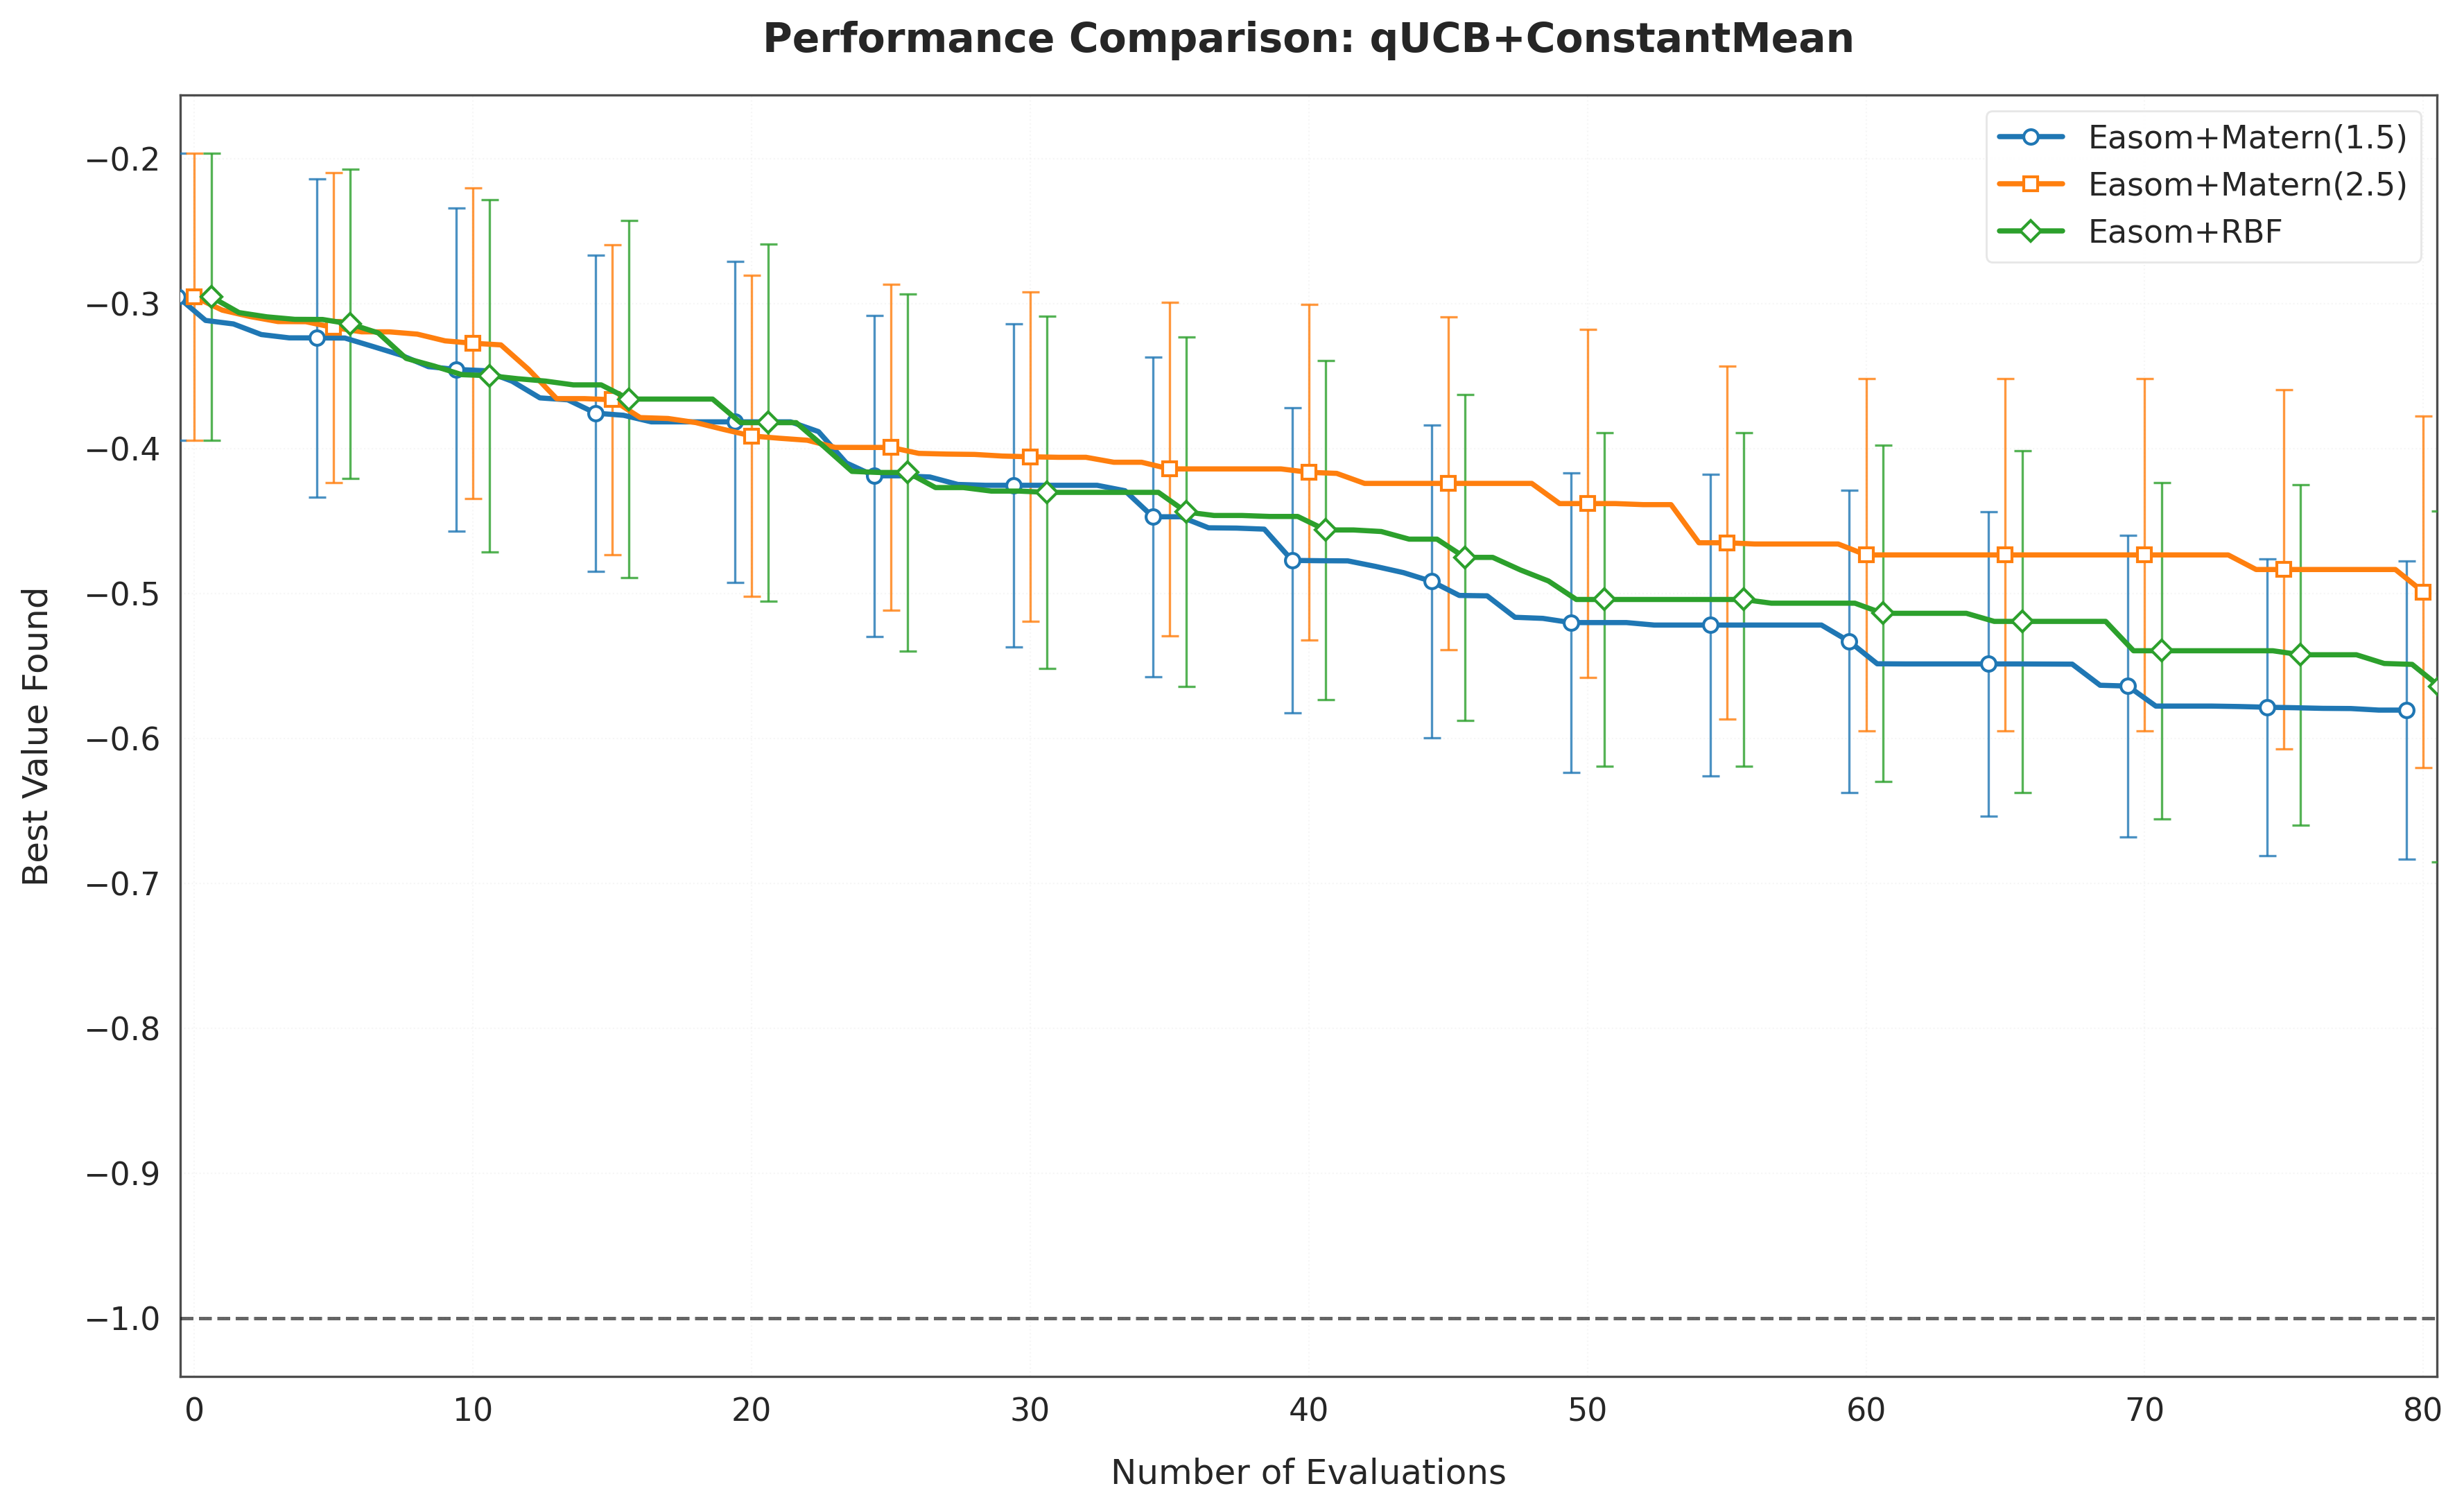 Performance Comparison: qUCB+ConstantMean
Easom+Matern(1.5)
Easom+Matern(2.5)
Easom+RBF
Best Value Found
−0.2
−0.3
−0.4
−0.5
−0.6
−0.7
−0.8
−0.9
−1.0
0 10 20 30 40 50 60 70 80
Number of Evaluations